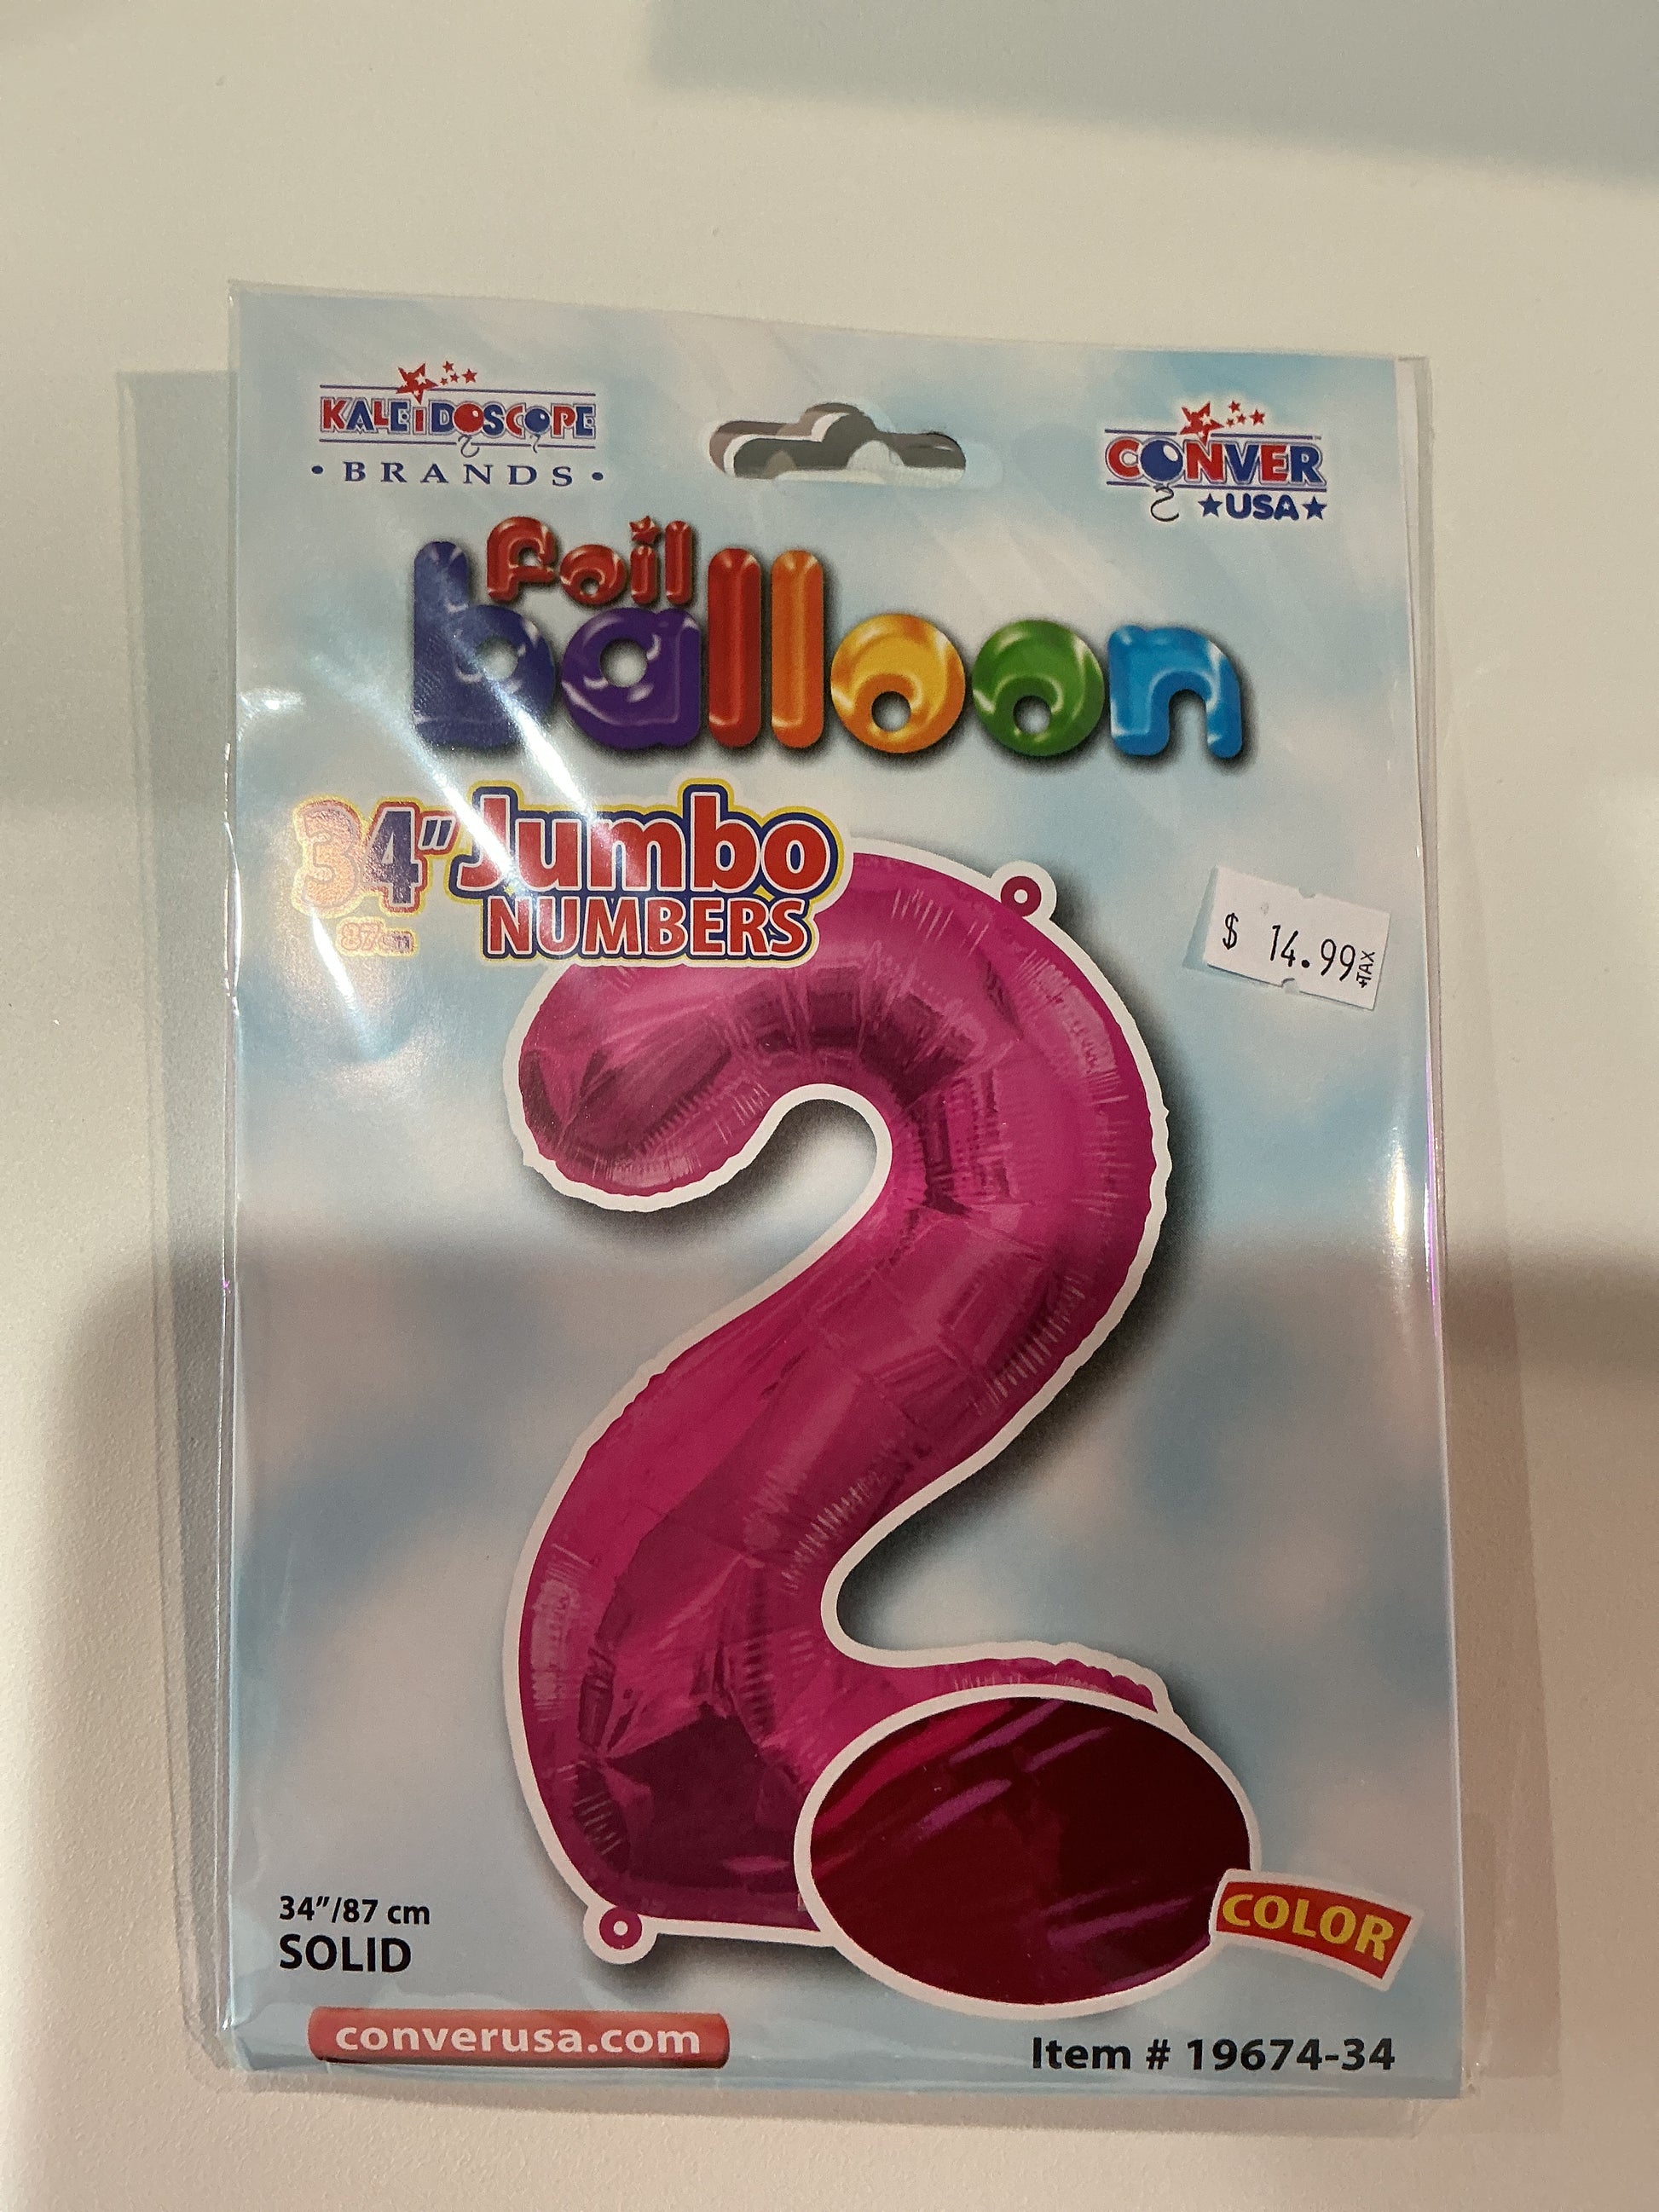 KALEiDOSCOPE
• BRANDS •
CONVER
★USA★
foil
balloon
34" Jumbo
87cm
NUMBERS
$ 14.99+TAX
34"/87 cm
SOLID
COLOR
converusa.com
Item # 19674-34